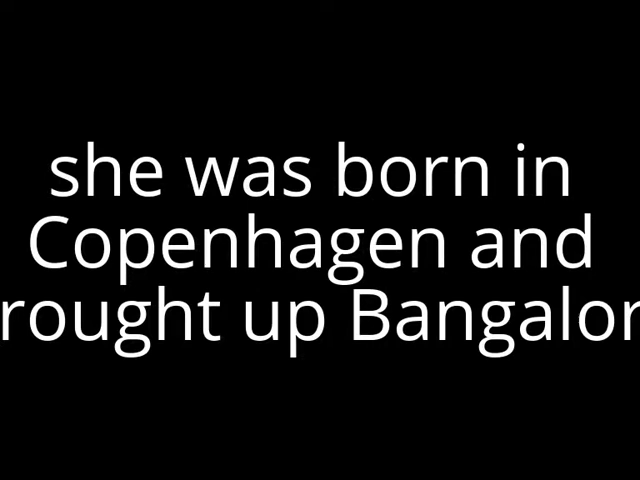 she was born in
Copenhagen and
rought up Bangalor